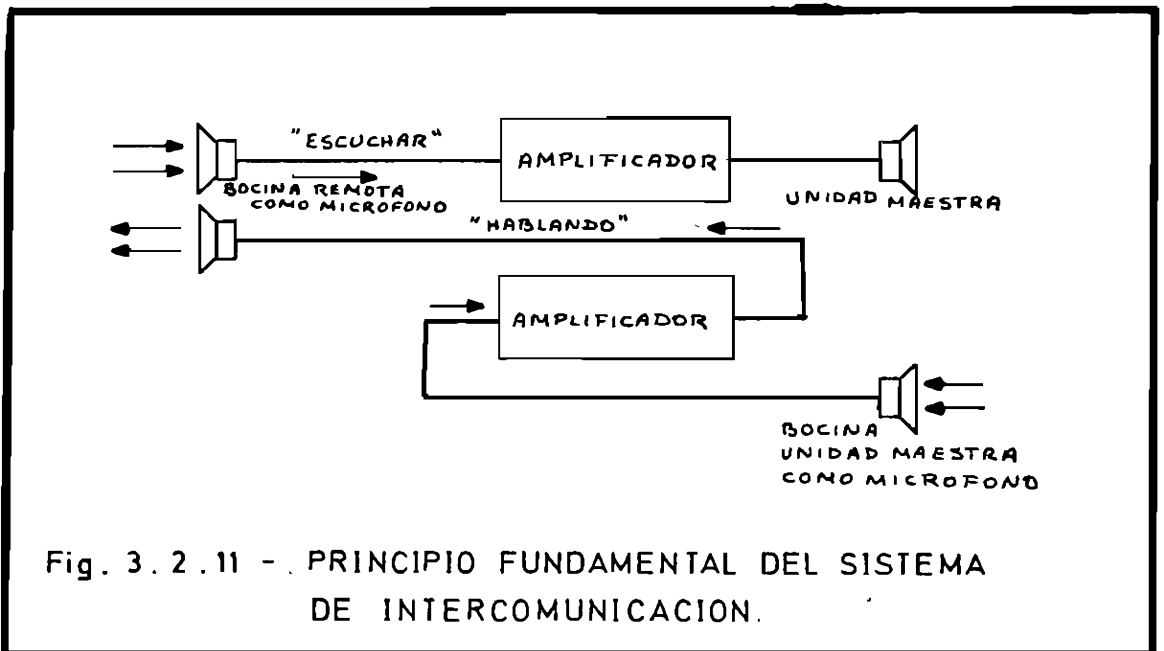 "ESCUCHAR"
AMPLIFICADOR
BOCINA REMOTA
COMO MICROFONO
UNIDAD MAESTRA
"HABLANDO"
AMPLIFICADOR
BOCINA
UNIDAD MAESTRA
COMO MICROFONO
Fig. 3.2.11 -. PRINCIPIO FUNDAMENTAL DEL SISTEMA
DE INTERCOMUNICACION.